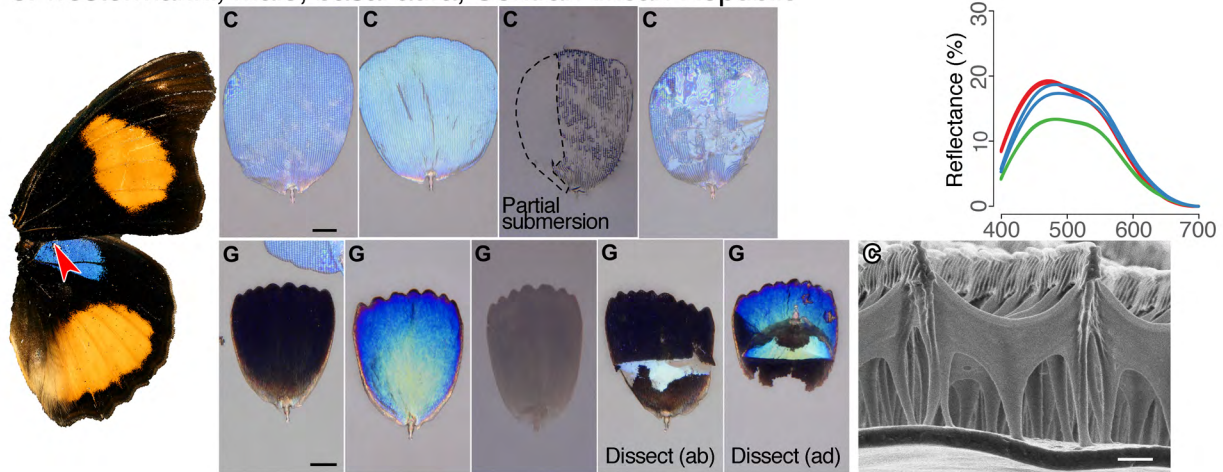 C
C
C
C
Partial
submersion
G
G
G
G
G
Dissect (ab)
Dissect (ad)
Reflectance (%)
30
20
10
0
400
500
600
700
C